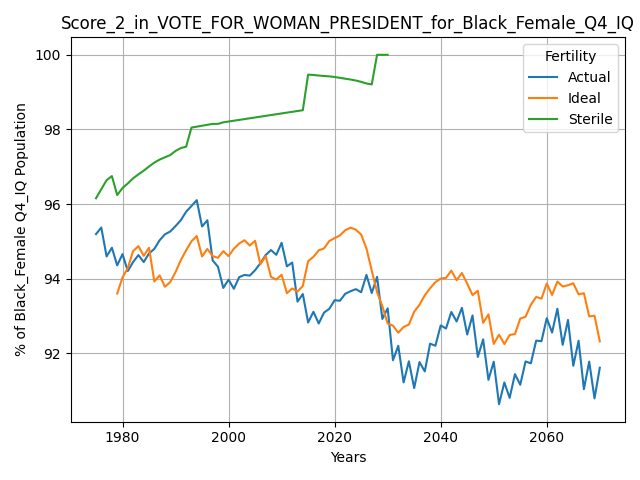 Score_2_in_VOTE_FOR_WOMAN_PRESIDENT_for_Black_Female_Q4_IQ
Fertility
Actual
Ideal
Sterile
100
98
96
94
92
% of Black_Female Q4_IQ Population
1980
2000
2020
2040
2060
Years